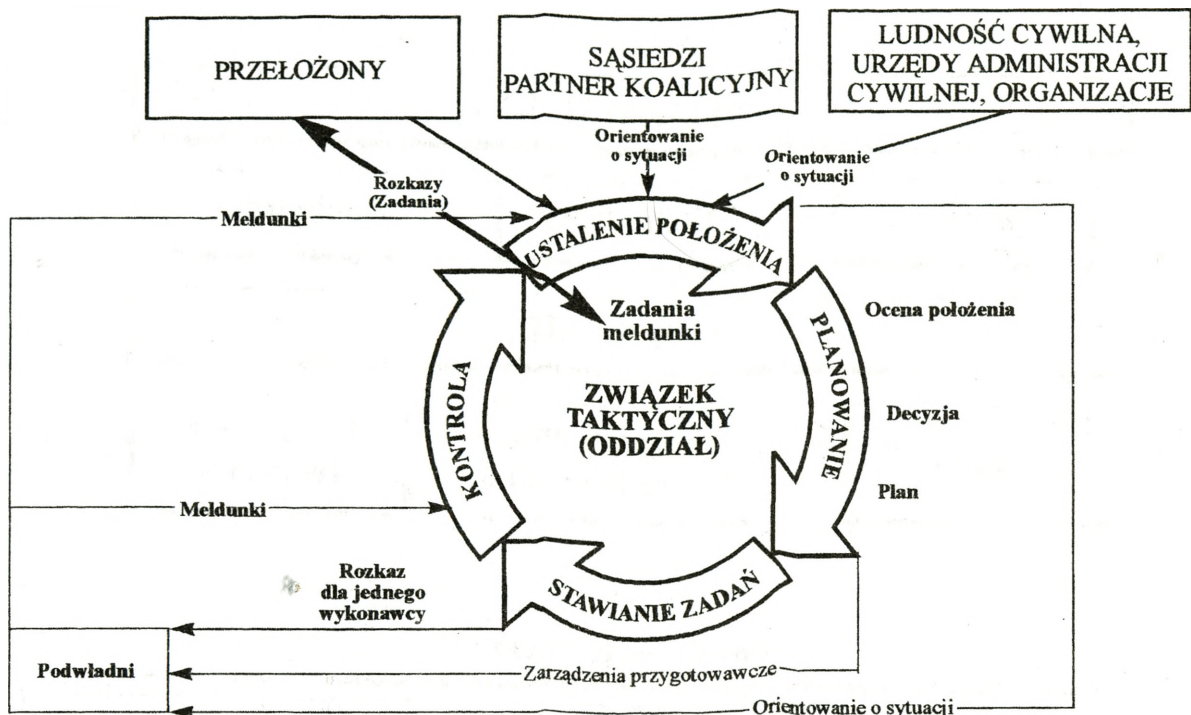 PRZEŁOŻONY
SĄSIEDZI
PARTNER KOALICYJNY
LUDNOŚĆ CYWILNA,
URZĘDY ADMINISTRACJI
CYWILNEJ, ORGANIZACJE
Orientowanie
o sytuacji
Orientowanie
o sytuacji
Rozkazy
(Zadania)
Meldunki
USTALENIE POŁOŻENIA
Zadania
meldunki
Ocena położenia
PLANOWANIE
ZWIĄZEK
TAKTYCZNY
(ODDZIAŁ)
KONTROLA
Decyzja
Plan
Meldunki
Rozkaz
dla jednego
wykonawcy
STAWIANIE ZADAŃ
Podwładni
Zarządzenia przygotowawcze
Orientowanie o sytuacji